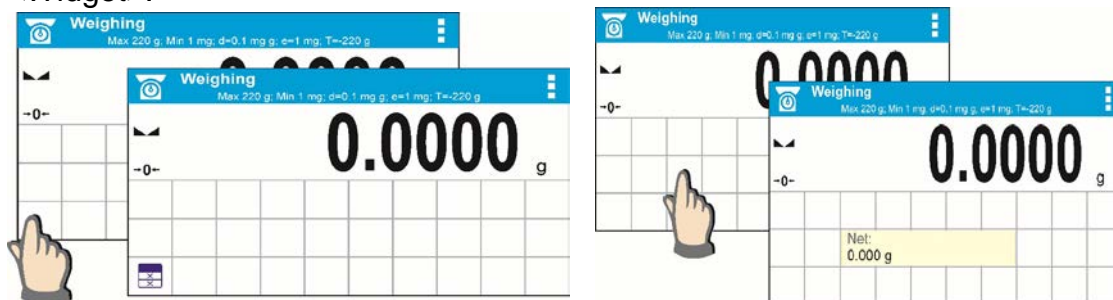 Widget
Weighing
Max 220 g; Min 1 mg; d=0.1 mg g; e=1 mg; T=-220 g
→0←
Weighing
Max 220 g; Min 1 mg; d=0.1 mg g; e=1 mg; T=-220 g
0.0000 g
→0←
Weighing
Max 220 g; Min 1 mg; d=0.1 mg g; e=1 mg; T=-220 g
0.0000
→0←
Weighing
Max 220 g; Min 1 mg; d=0.1 mg g; e=1 mg; T=-220 g
0.0000 g
→0←
Net:
0.000 g